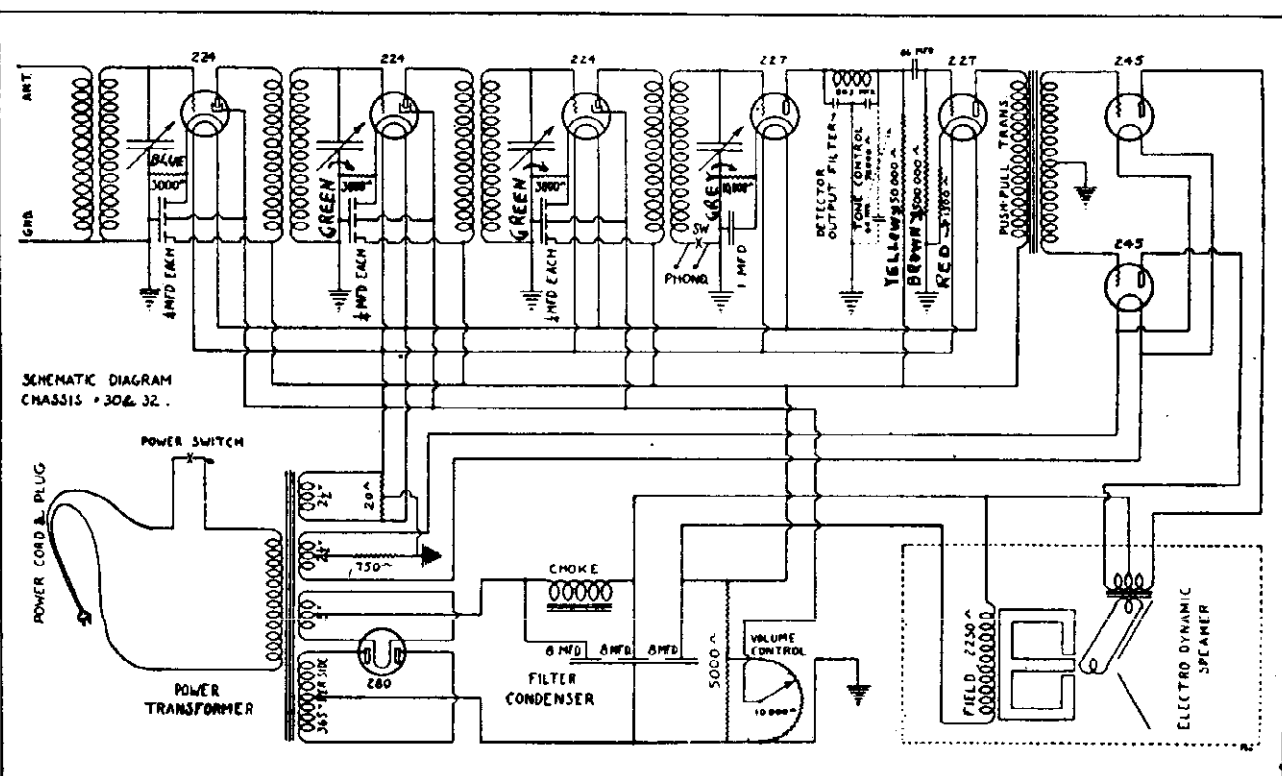 224
224
224
227
227
245
ANT.
GND.
BLUE
3000~
GREEN
3000~
GREEN
3000~
GREY
SW
PHONO.
¼ MFD EACH
¼ MFD EACH
¼ MFD EACH
1 MFD
DETECTOR
OUTPUT FILTER
TONE CONTROL
YELLOW
BROWN
RED
PUSH-PULL TRANS.
245
SCHEMATIC DIAGRAM
CHASSIS • 30 & 32.
POWER SWITCH
POWER CORD & PLUG
POWER
TRANSFORMER
2½ᵛ
20~
2½ᵛ
750~
5ᵛ
280
365ᵛ PER SIDE
CHOKE
8 MFD
8 MFD
8 MFD
FILTER
CONDENSER
5000~
VOLUME
CONTROL
10.000~
FIELD 2250~
ELECTRO DYNAMIC
SPEAKER